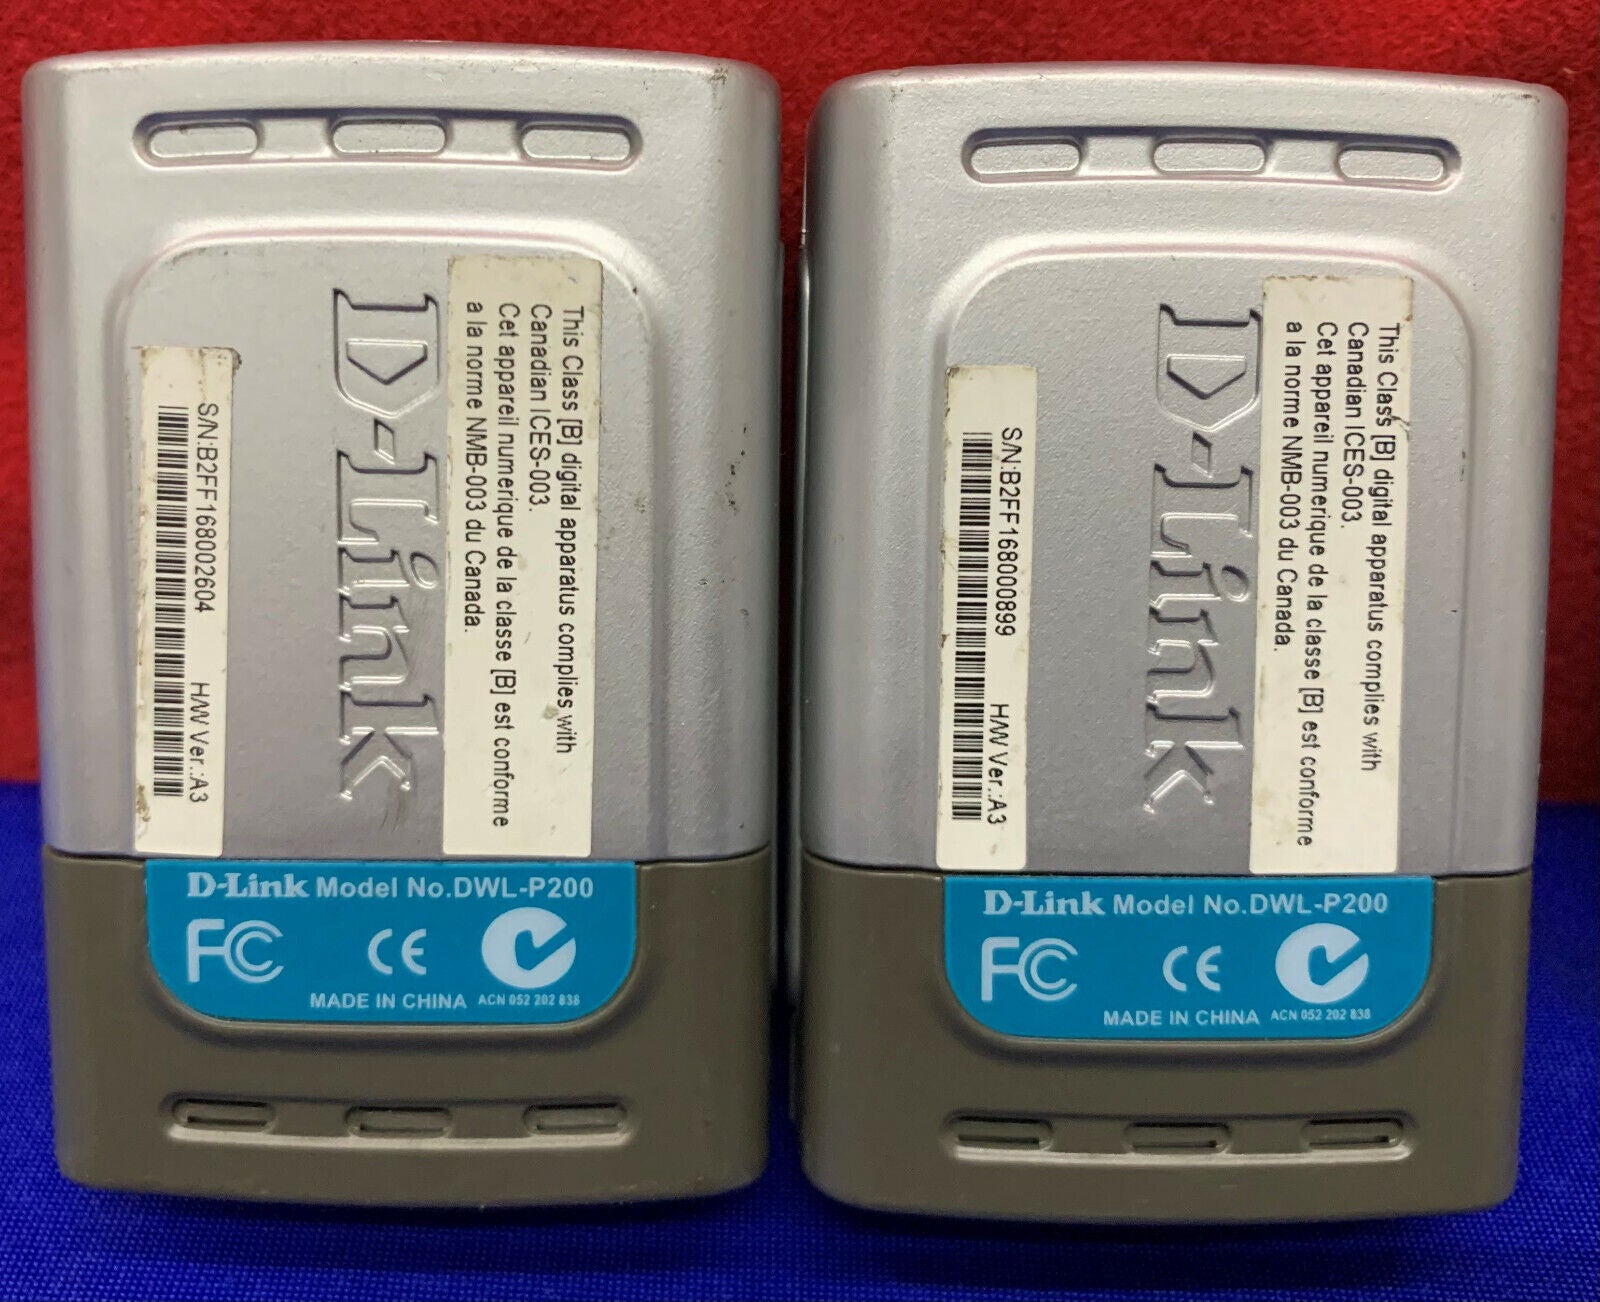 D-Link
This Class [B] digital apparatus complies with
Canadian ICES-003.
Cet appareil numerique de la classe [B] est conforme
a la norme NMB-003 du Canada.
S/N:B2FF168002604 H/W Ver.:A3
D-Link Model No.DWL-P200
FC CE
MADE IN CHINA ACN 052 202 838
D-Link
This Class [B] digital apparatus complies with
Canadian ICES-003.
Cet appareil numerique de la classe [B] est conforme
a la norme NMB-003 du Canada.
S/N:B2FF168000899 H/W Ver.:A3
D-Link Model No.DWL-P200
FC CE
MADE IN CHINA ACN 052 202 838